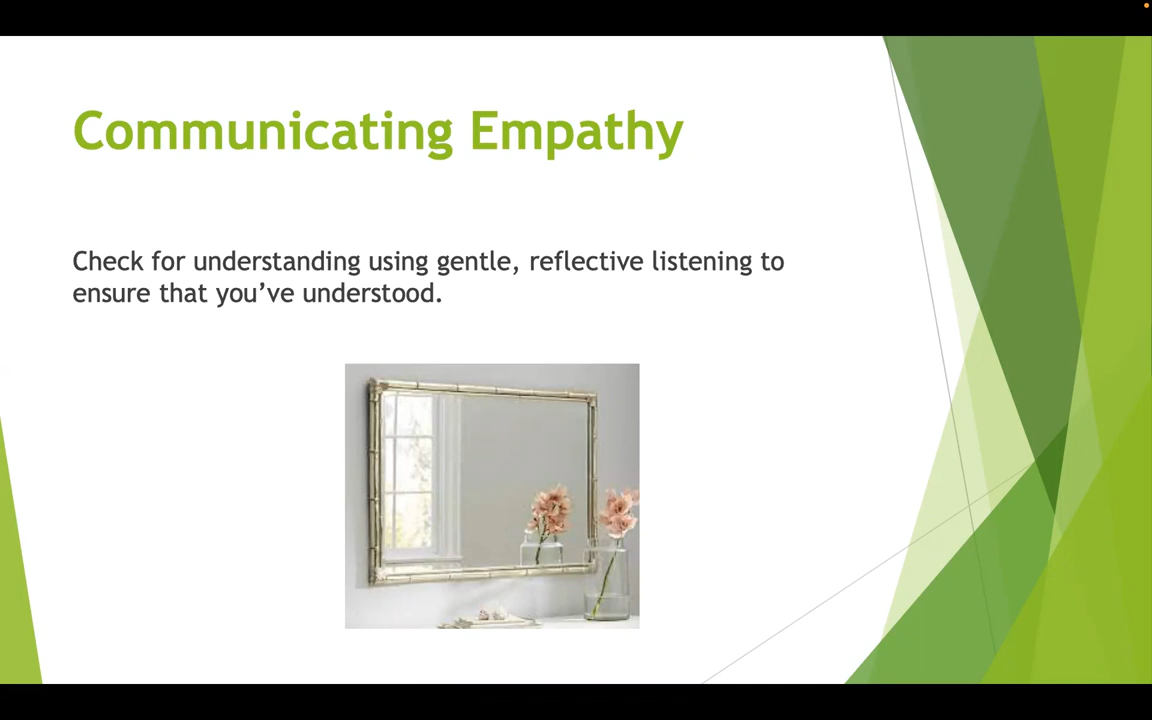 Communicating Empathy
Check for understanding using gentle, reflective listening to
ensure that you’ve understood.